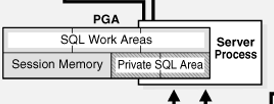 PGA
SQL Work Areas
Server
Process
Session Memory
Private SQL Area